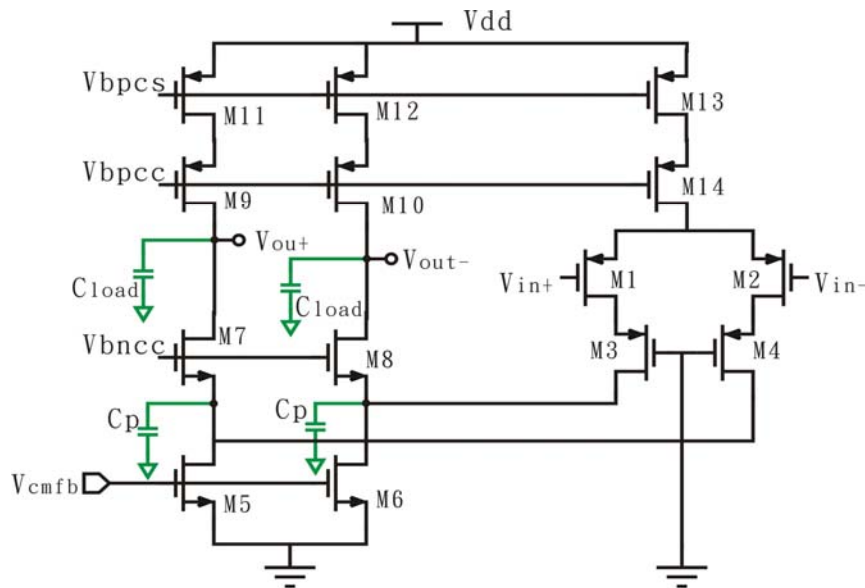 Vdd
Vbpcs
M11
M12
M13
Vbpcc
M9
M10
M14
Vou+
Vout-
Cload
Cload
Vin+
M1
M2
Vin-
M7
Vbncc
M8
M3
M4
Cp
Cp
Vcmfb
M5
M6